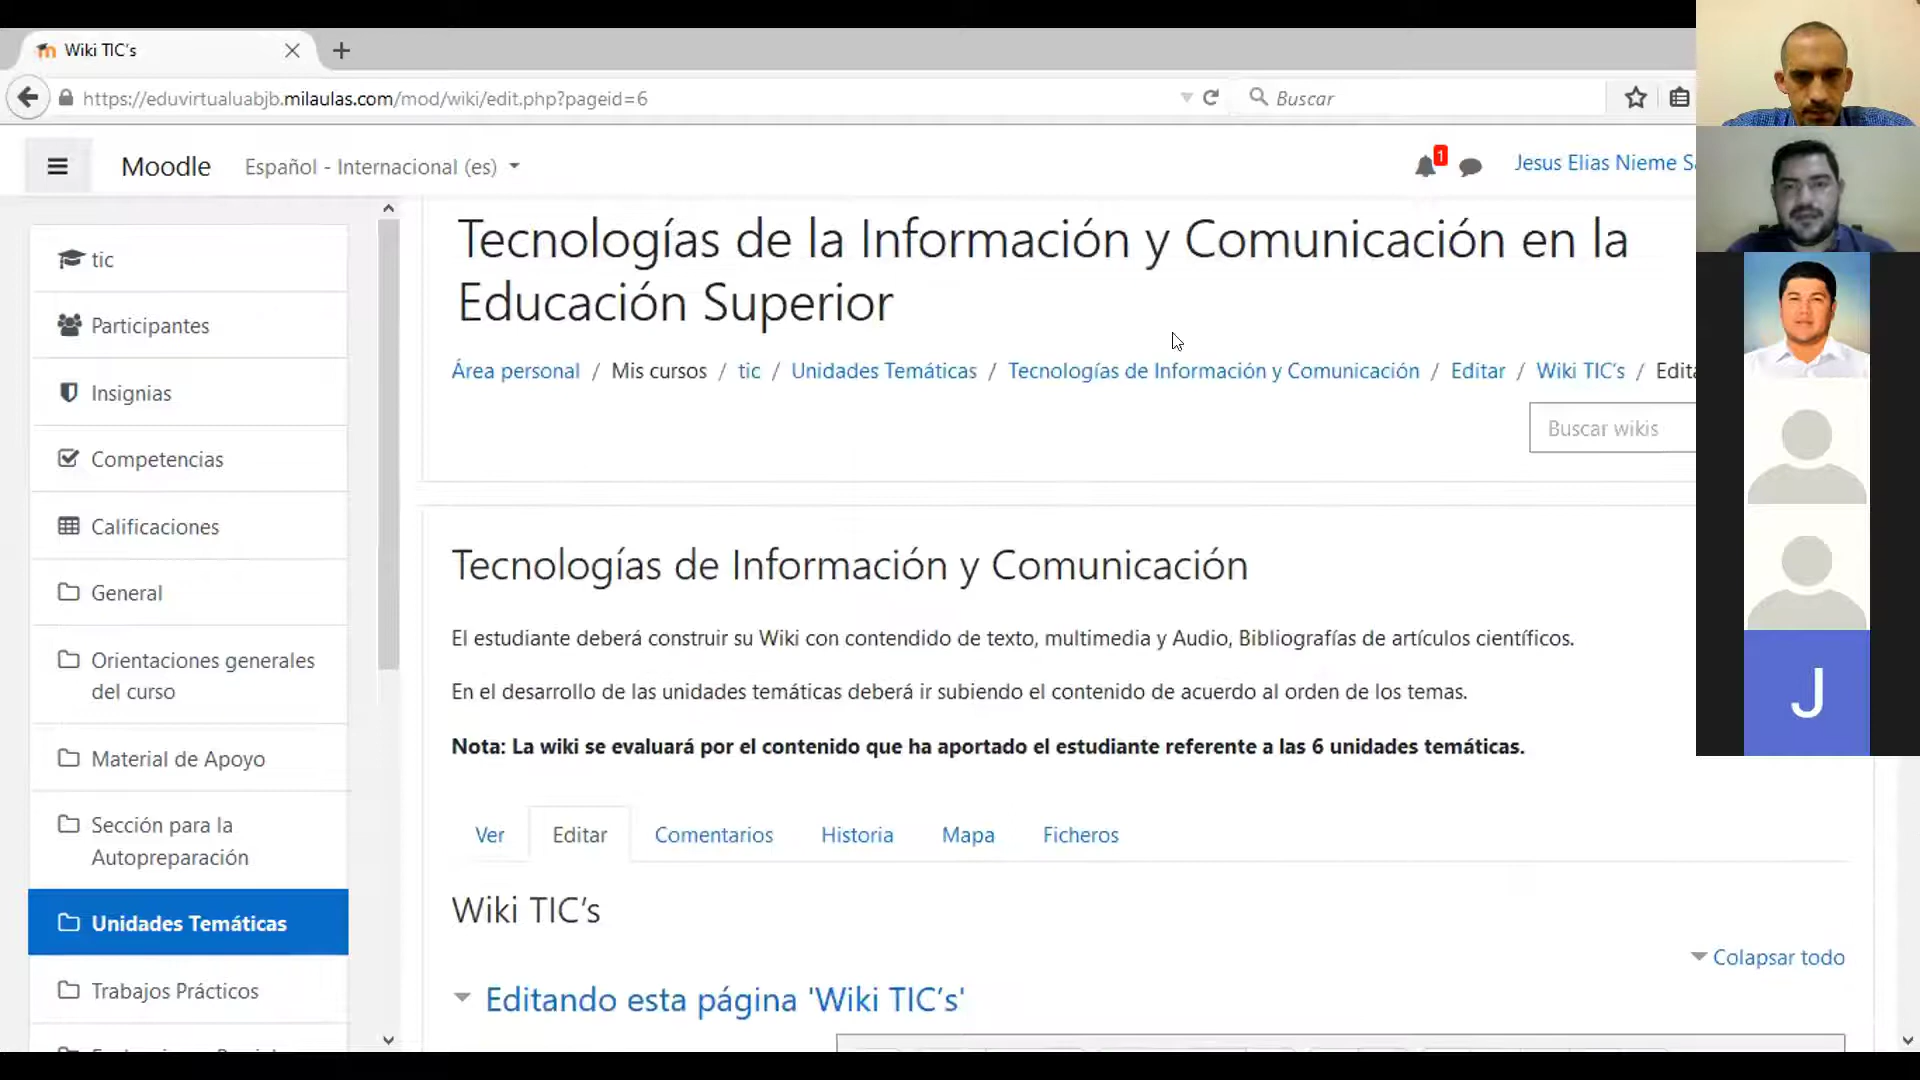 Wiki TIC's
https://eduvirtualuabjb.milaulas.com/mod/wiki/edit.php?pageid=6
Buscar
Moodle
Español - Internacional (es)
1
Jesus Elias Nieme
tic
Participantes
Insignias
Competencias
Calificaciones
General
Orientaciones generales
del curso
Material de Apoyo
Sección para la
Autopreparación
Unidades Temáticas
Trabajos Prácticos
Tecnologías de la Información y Comunicación en la
Educación Superior
Área personal / Mis cursos / tic / Unidades Temáticas / Tecnologías de Información y Comunicación / Editar / Wiki TIC's /
Buscar wikis
Tecnologías de Información y Comunicación
El estudiante deberá construir su Wiki con contendido de texto, multimedia y Audio, Bibliografías de artículos científicos.
En el desarrollo de las unidades temáticas deberá ir subiendo el contenido de acuerdo al orden de los temas.
Nota: La wiki se evaluará por el contenido que ha aportado el estudiante referente a las 6 unidades temáticas.
Ver Editar Comentarios Historia Mapa Ficheros
Wiki TIC's
Colapsar todo
Editando esta página 'Wiki TIC's'
J